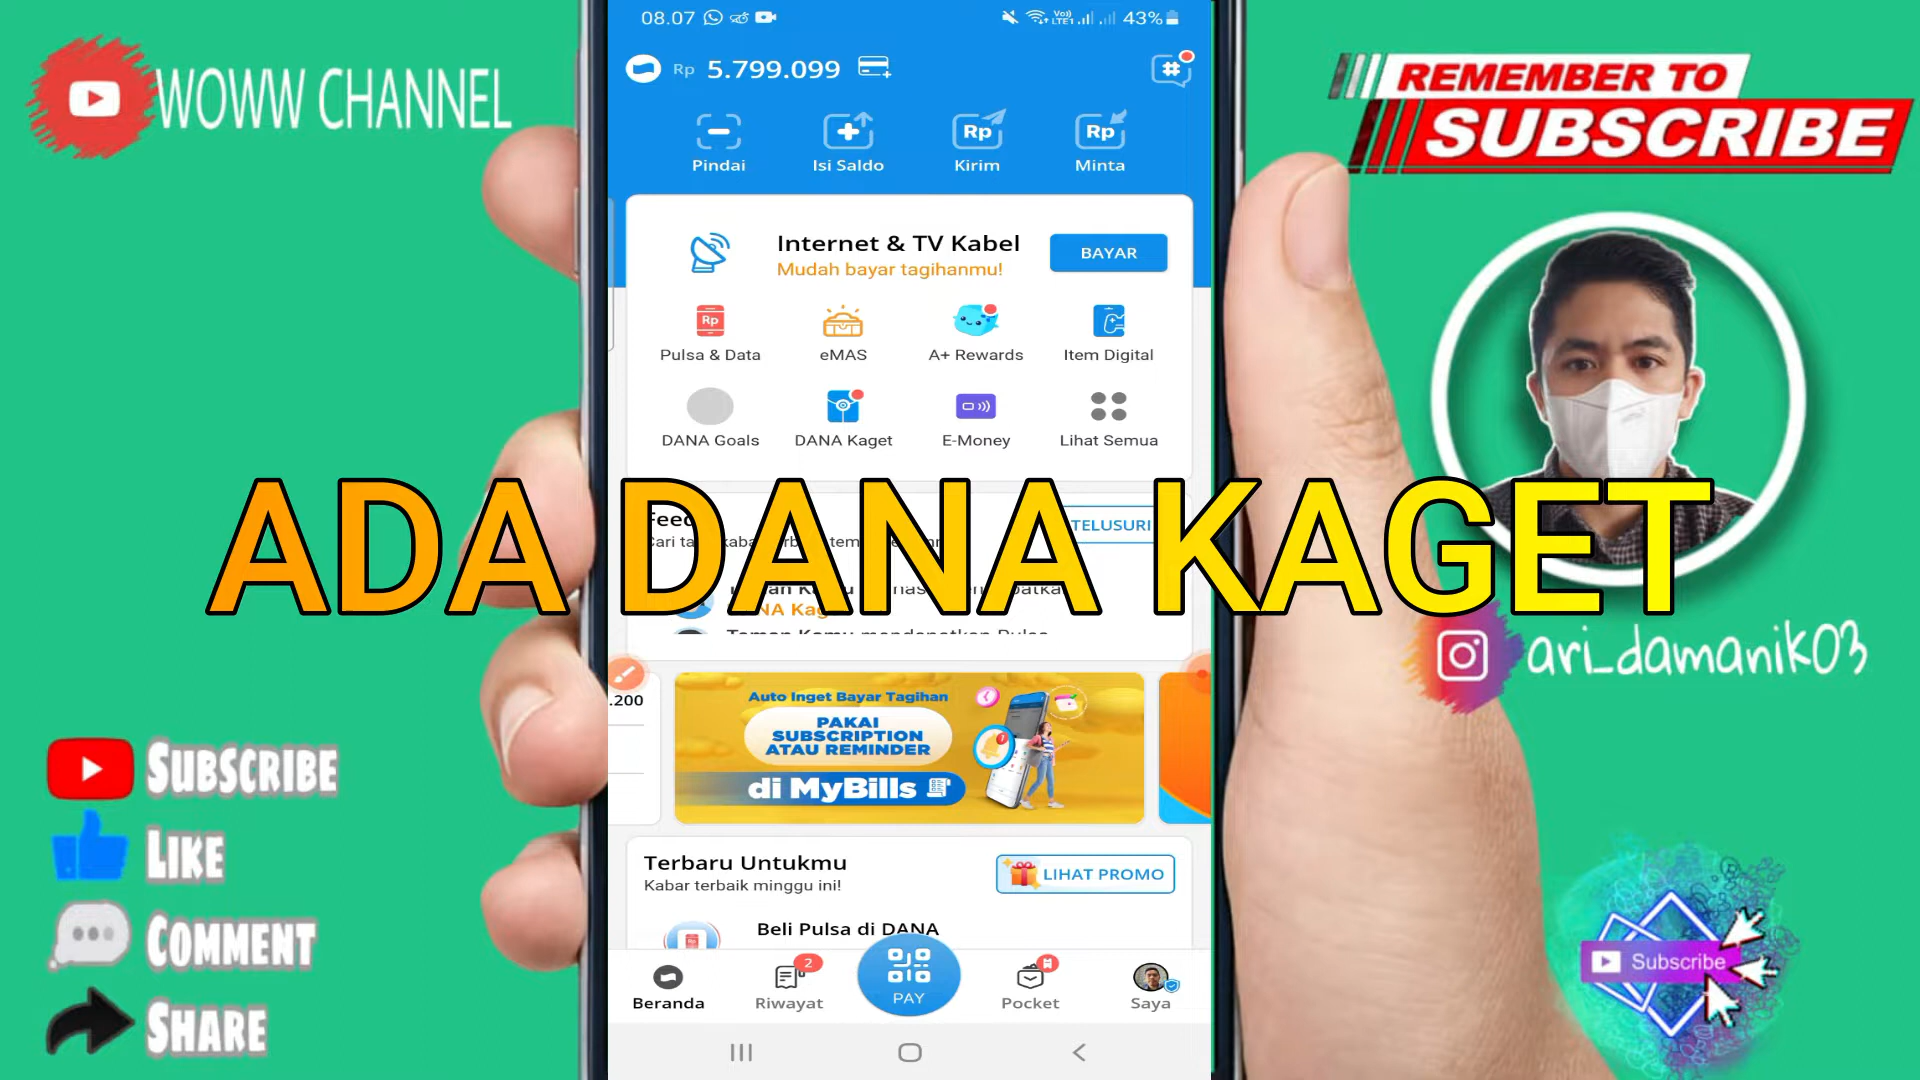 WOWW CHANNEL
08.07
43%
Rp 5.799.099
Pindai
Isi Saldo
Kirim
Minta
REMEMBER TO
SUBSCRIBE
Internet & TV Kabel
Mudah bayar tagihanmu!
BAYAR
Pulsa & Data
eMAS
A+ Rewards
Item Digital
DANA Goals
DANA Kaget
E-Money
Lihat Semua
TELUSURI
ADA DANA KAGET
ari_damanik03
.200
Auto Inget Bayar Tagihan
PAKAI
SUBSCRIPTION
ATAU REMINDER
di MyBills
SUBSCRIBE
LIKE
COMMENT
SHARE
Terbaru Untukmu
Kabar terbaik minggu ini!
LIHAT PROMO
Beli Pulsa di DANA
Beranda
2
Riwayat
PAY
Pocket
Saya
Subscribe